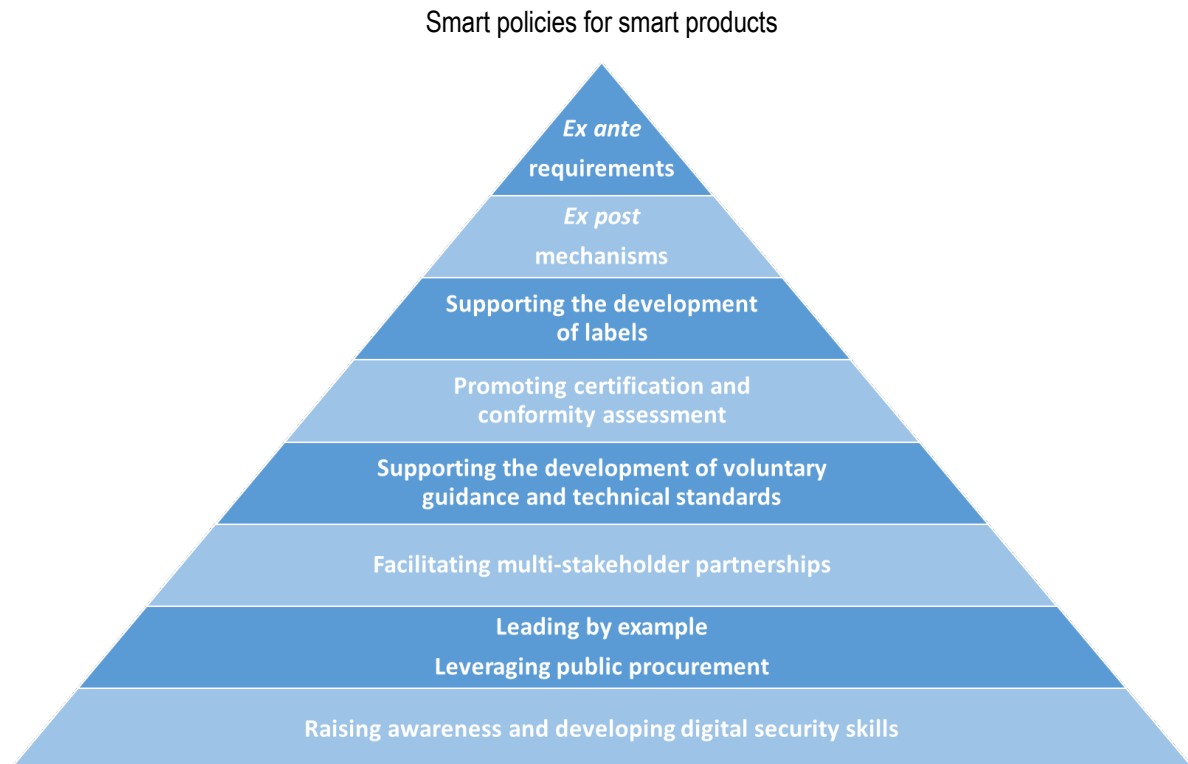 Smart policies for smart products
Ex ante
requirements
Ex post
mechanisms
Supporting the development
of labels
Promoting certification and
conformity assessment
Supporting the development of voluntary
guidance and technical standards
Facilitating multi-stakeholder partnerships
Leading by example
Leveraging public procurement
Raising awareness and developing digital security skills